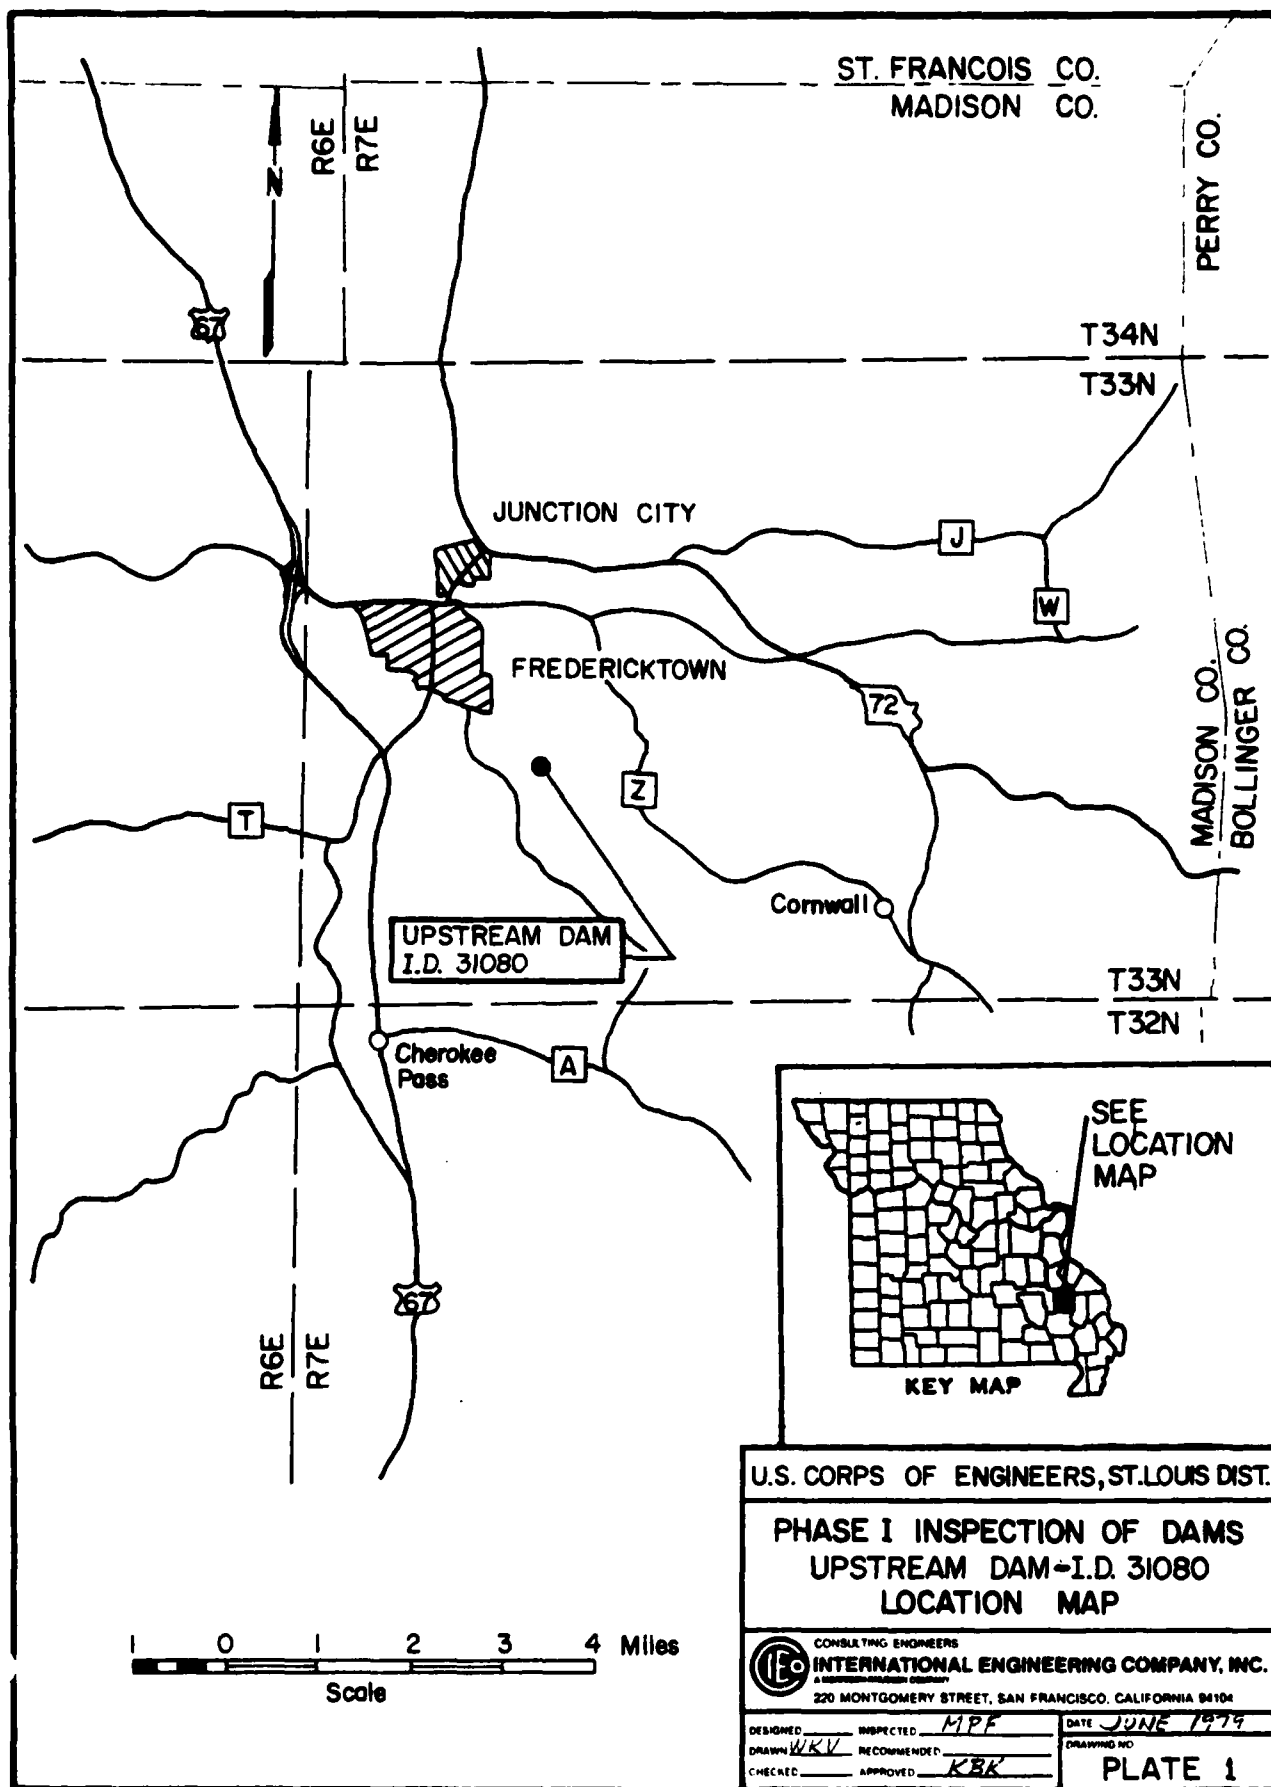 ST. FRANCOIS CO.
MADISON CO.
PERRY CO.
R6E
R7E
N
67
T34N
T33N
JUNCTION CITY
J
W
FREDERICKTOWN
72
MADISON CO.
BOLLINGER CO.
Z
T
Cornwall
UPSTREAM DAM
I.D. 31080
T33N
T32N
Cherokee
Pass
A
SEE
LOCATION
MAP
67
R6E
R7E
KEY MAP
U.S. CORPS OF ENGINEERS, ST. LOUIS DIST.
PHASE I INSPECTION OF DAMS
UPSTREAM DAM-I.D. 31080
LOCATION MAP
1 0 1 2 3 4 Miles
Scale
IECO
CONSULTING ENGINEERS
INTERNATIONAL ENGINEERING COMPANY, INC.
220 MONTGOMERY STREET, SAN FRANCISCO, CALIFORNIA 94104
DESIGNED INSPECTED MPF
DATE JUNE 1979
DRAWN WKV RECOMMENDED
DRAWING NO
CHECKED APPROVED KBK
PLATE 1